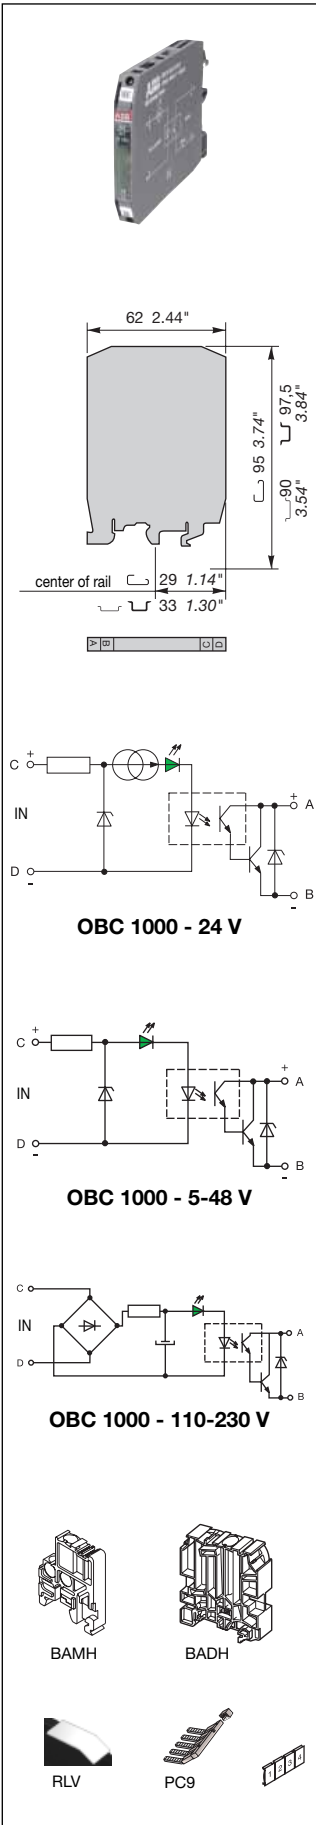 ABB
62 2.44"
97,5
3.84"
95 3.74"
90
3.54"
center of rail 29 1.14"
33 1.30"
A B C D
C + + A
IN
D - - B
OBC 1000 - 24 V
C + + A
IN
D - - B
OBC 1000 - 5-48 V
C A
IN
D B
OBC 1000 - 110-230 V
BAMH BADH
RLV PC9 1 2 3 4